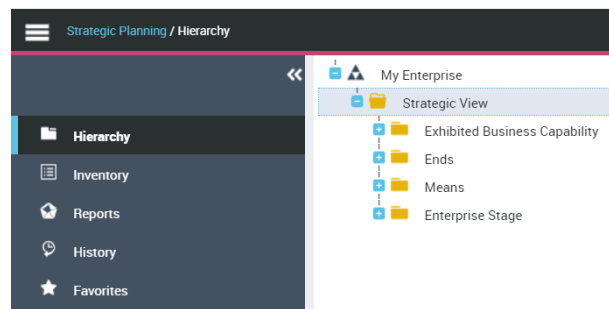 Strategic Planning / Hierarchy
My Enterprise
Strategic View
Exhibited Business Capability
Ends
Means
Enterprise Stage
Hierarchy
Inventory
Reports
History
Favorites